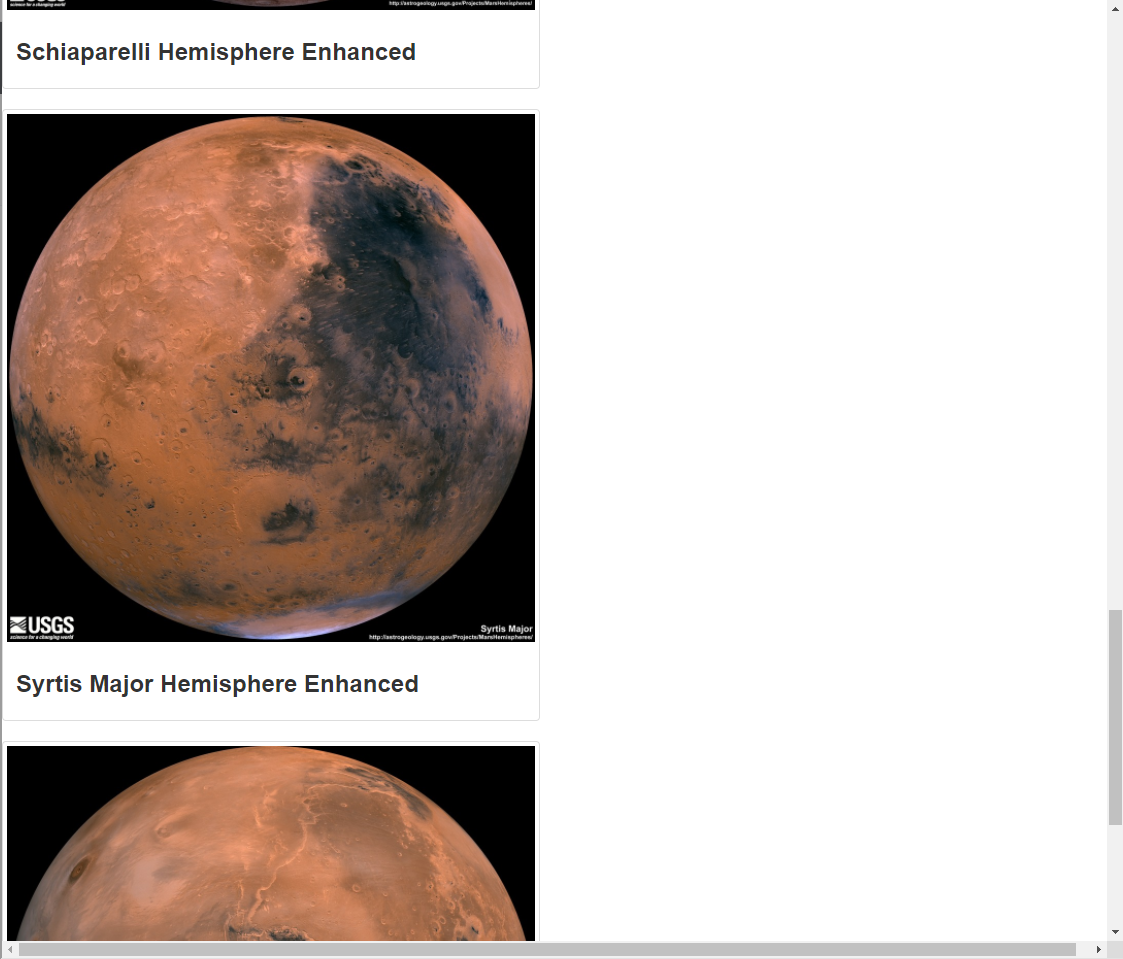 science for a changing world
http://astrogeology.usgs.gov/Projects/MarsHemispheres/
Schiaparelli Hemisphere Enhanced
USGS
science for a changing world
Syrtis Major
http://astrogeology.usgs.gov/Projects/MarsHemispheres/
Syrtis Major Hemisphere Enhanced